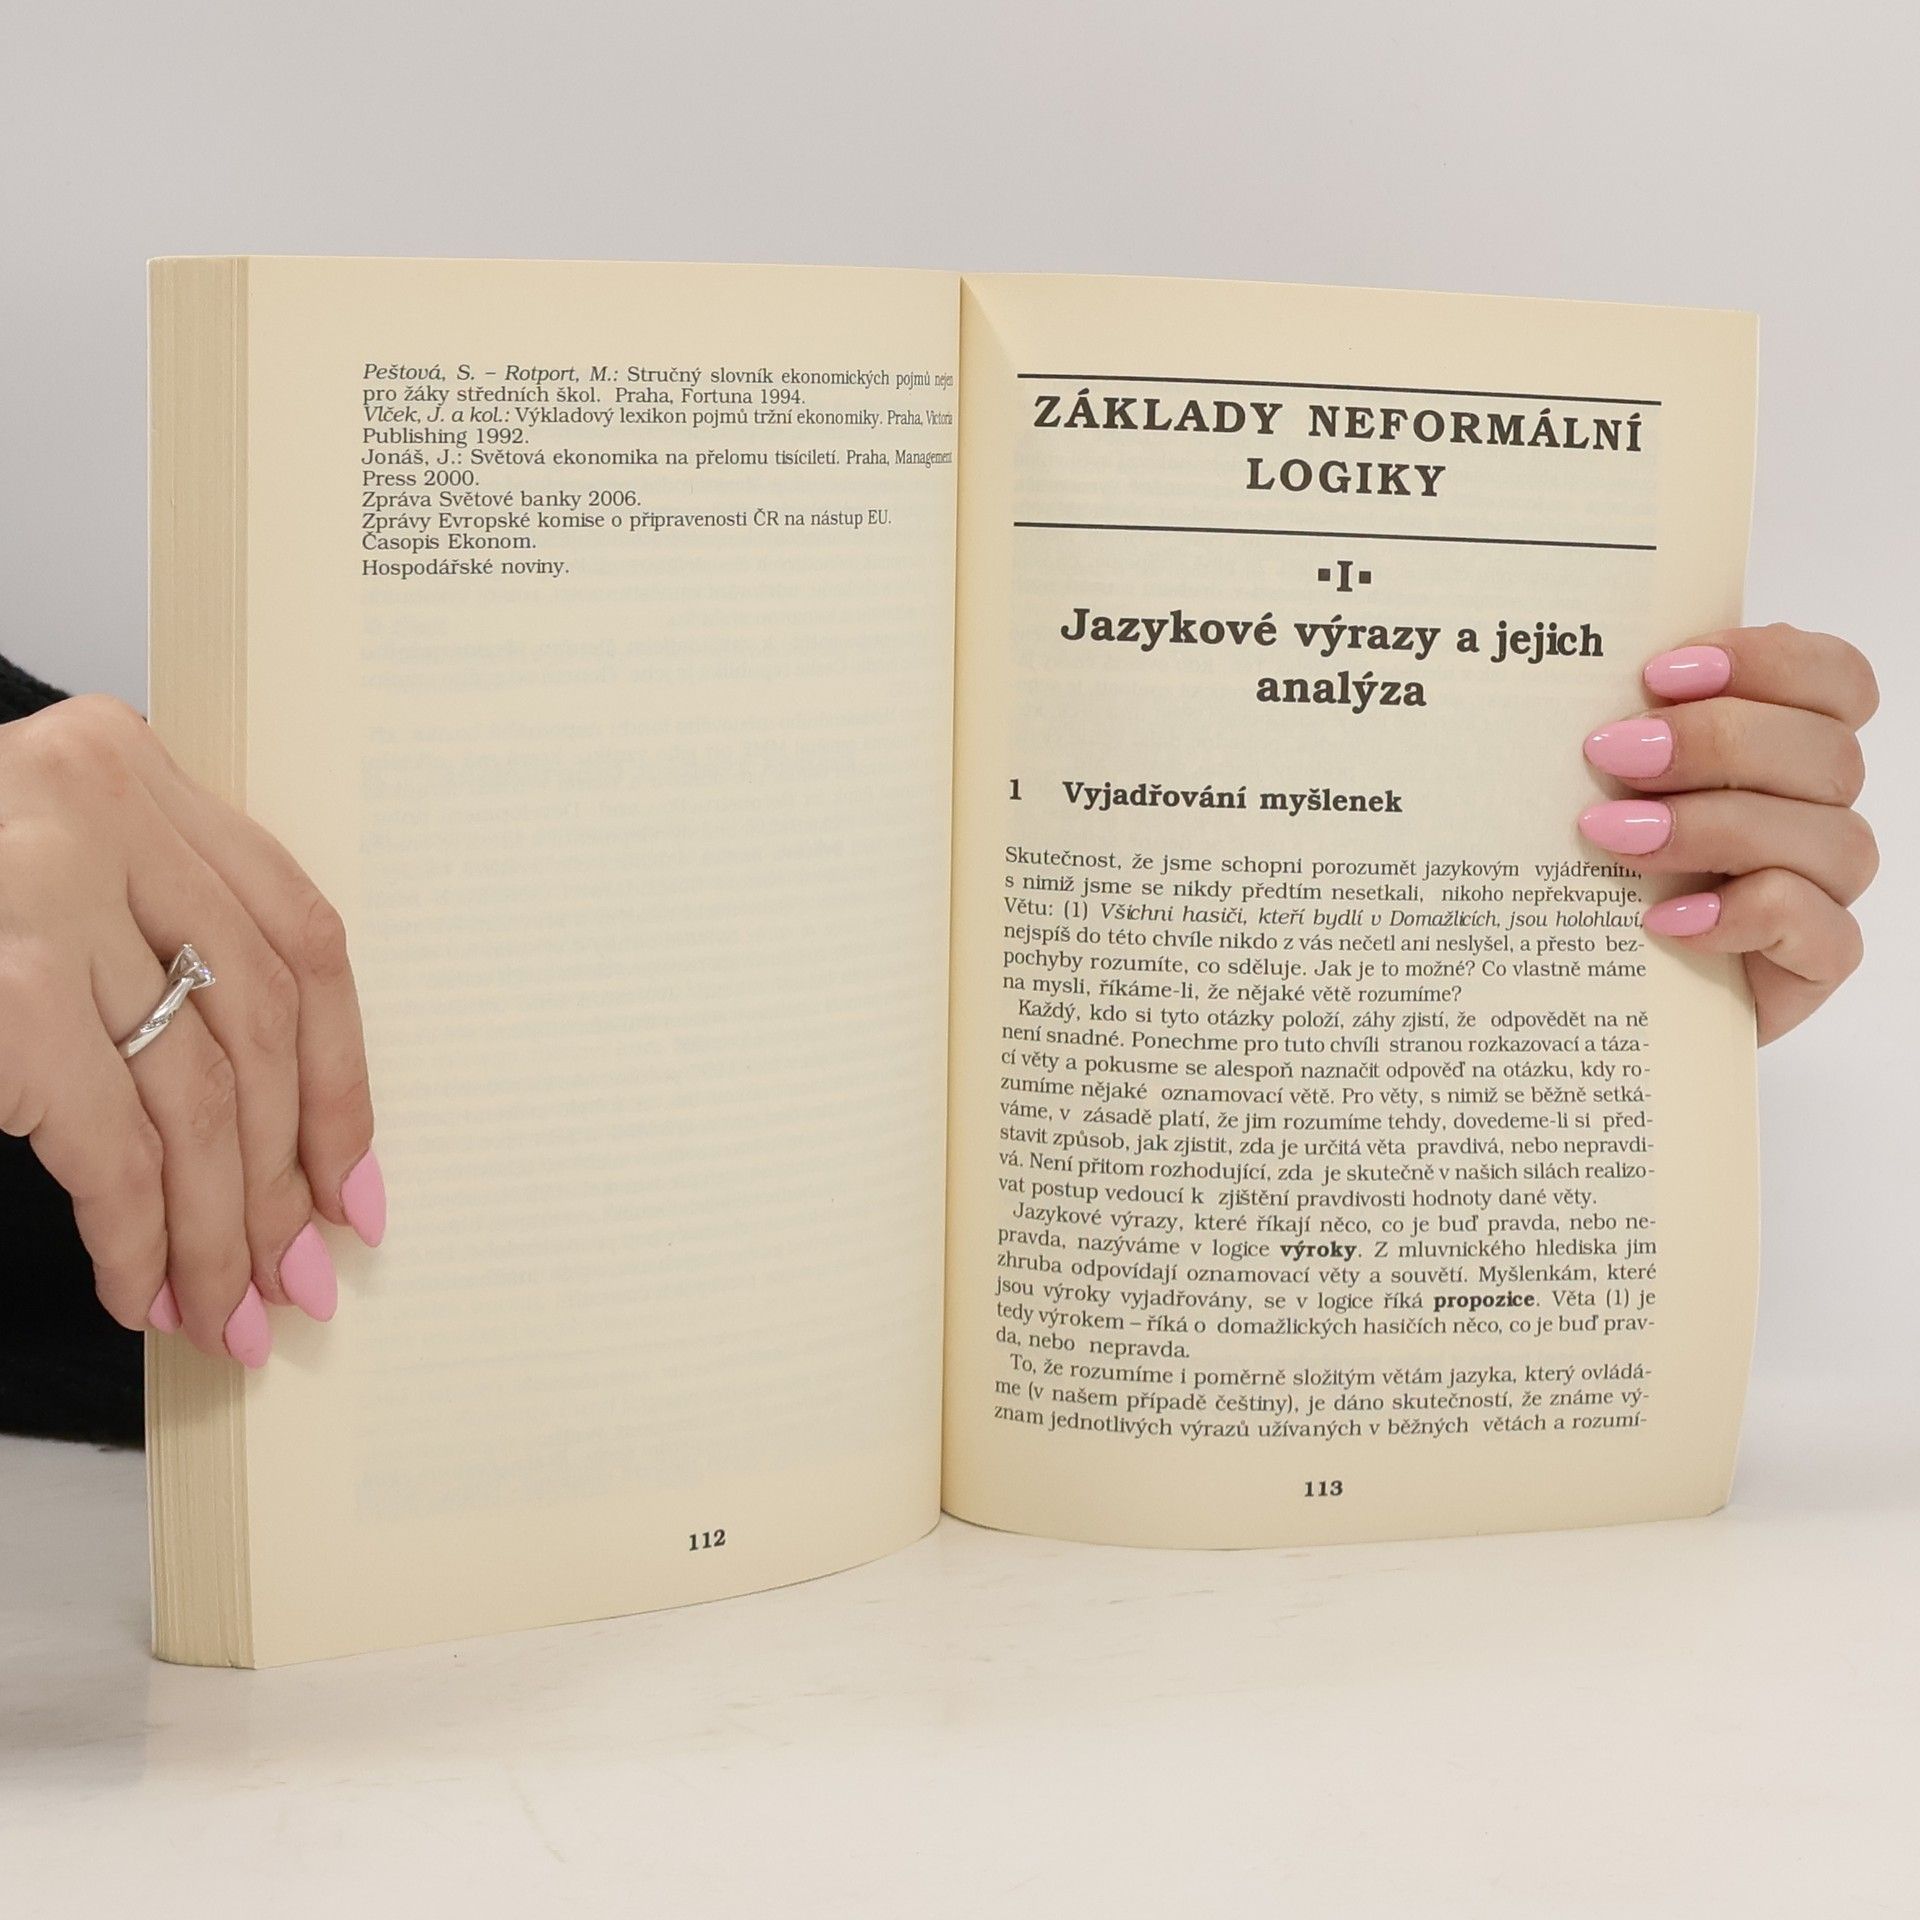 Peštová, S. – Rotport, M.: Stručný slovník ekonomických pojmů nejen
pro žáky středních škol. Praha, Fortuna 1994.
Vlček, J. a kol.: Výkladový lexikon pojmů tržní ekonomiky. Praha, Victoria
Publishing 1992.
Jonáš, J.: Světová ekonomika na přelomu tisíciletí. Praha, Management
Press 2000.
Zpráva Světové banky 2006.
Zprávy Evropské komise o připravenosti ČR na nástup EU.
Časopis Ekonom.
Hospodářské noviny.
112
ZÁKLADY NEFORMÁLNÍ
LOGIKY
▪I▪
Jazykové výrazy a jejich
analýza
1 Vyjadřování myšlenek
Skutečnost, že jsme schopni porozumět jazykovým vyjádřením,
s nimiž jsme se nikdy předtím nesetkali, nikoho nepřekvapuje.
Větu: (1) Všichni hasiči, kteří bydlí v Domažlicích, jsou holohlaví,
nejspíš do této chvíle nikdo z vás nečetl ani neslyšel, a přesto bez-
pochyby rozumíte, co sděluje. Jak je to možné? Co vlastně máme
na mysli, říkáme-li, že nějaké větě rozumíme?
Každý, kdo si tyto otázky položí, záhy zjistí, že odpovědět na ně
není snadné. Ponechme pro tuto chvíli stranou rozkazovací a táza-
cí věty a pokusme se alespoň naznačit odpověď na otázku, kdy ro-
zumíme nějaké oznamovací větě. Pro věty, s nimiž se běžně setká-
váme, v zásadě platí, že jim rozumíme tehdy, dovedeme-li si před-
stavit způsob, jak zjistit, zda je určitá věta pravdivá, nebo nepravdi-
vá. Není přitom rozhodující, zda je skutečně v našich silách realizo-
vat postup vedoucí k zjištění pravdivosti hodnoty dané věty.
Jazykové výrazy, které říkají něco, co je buď pravda, nebo ne-
pravda, nazýváme v logice výroky. Z mluvnického hlediska jim
zhruba odpovídají oznamovací věty a souvětí. Myšlenkám, které
jsou výroky vyjadřovány, se v logice říká propozice. Věta (1) je
tedy výrokem – říká o domažlických hasičích něco, co je buď prav-
da, nebo nepravda.
To, že rozumíme i poměrně složitým větám jazyka, který ovládá-
me (v našem případě češtiny), je dáno skutečností, že známe vý-
znam jednotlivých výrazů užívaných v běžných větách a rozumí-
113